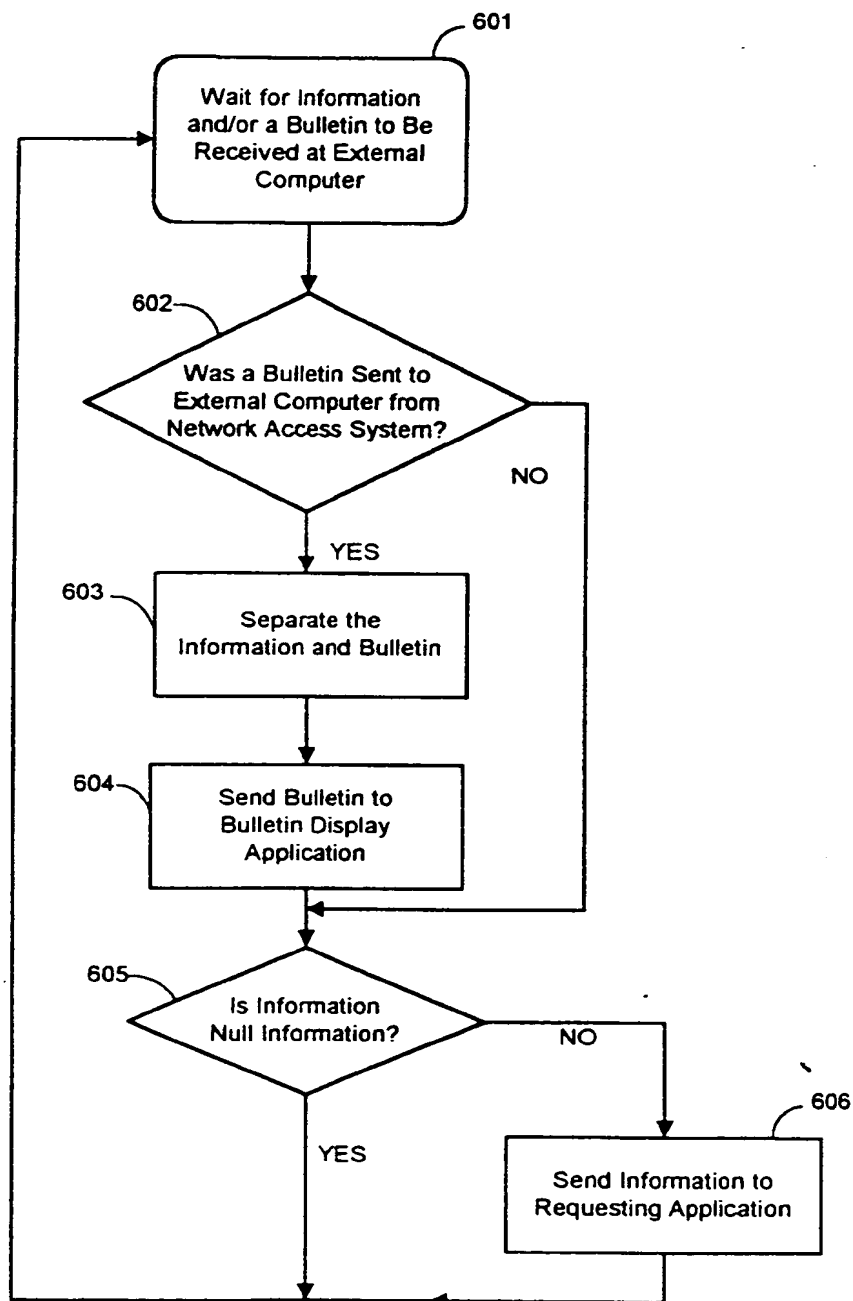 601
Wait for Information
and/or a Bulletin to Be
Received at External
Computer
602
Was a Bulletin Sent to
External Computer from
Network Access System?
NO
YES
603
Separate the
Information and Bulletin
604
Send Bulletin to
Bulletin Display
Application
605
Is Information
Null Information?
NO
606
YES
Send Information to
Requesting Application